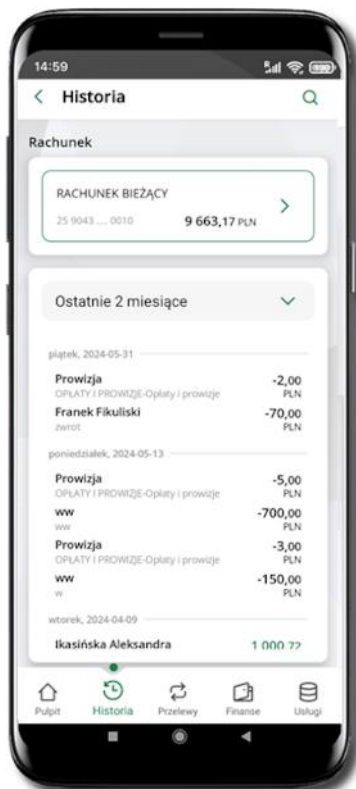 14:59
Historia
Rachunek
RACHUNEK BIEŻĄCY
25 9043 .... 0010 9 663,17 PLN
Ostatnie 2 miesiące
piątek, 2024-05-31
Prowizja -2,00
OPŁATY I PROWIZJE-Opłaty i prowizje PLN
Franek Fikuliski -70,00
zwrot PLN
poniedziałek, 2024-05-13
Prowizja -5,00
OPŁATY I PROWIZJE-Opłaty i prowizje PLN
ww -700,00
ww PLN
Prowizja -3,00
OPŁATY I PROWIZJE-Opłaty i prowizje PLN
ww -150,00
w PLN
wtorek, 2024-04-09
Ikasińska Aleksandra 1 000,72
Pulpit Historia Przelewy Finanse Usługi